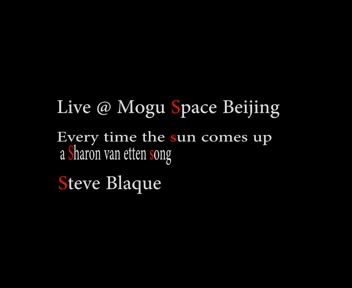 Live @ Mogu Space Beijing
Every time the sun comes up
a Sharon van etten song
Steve Blaque